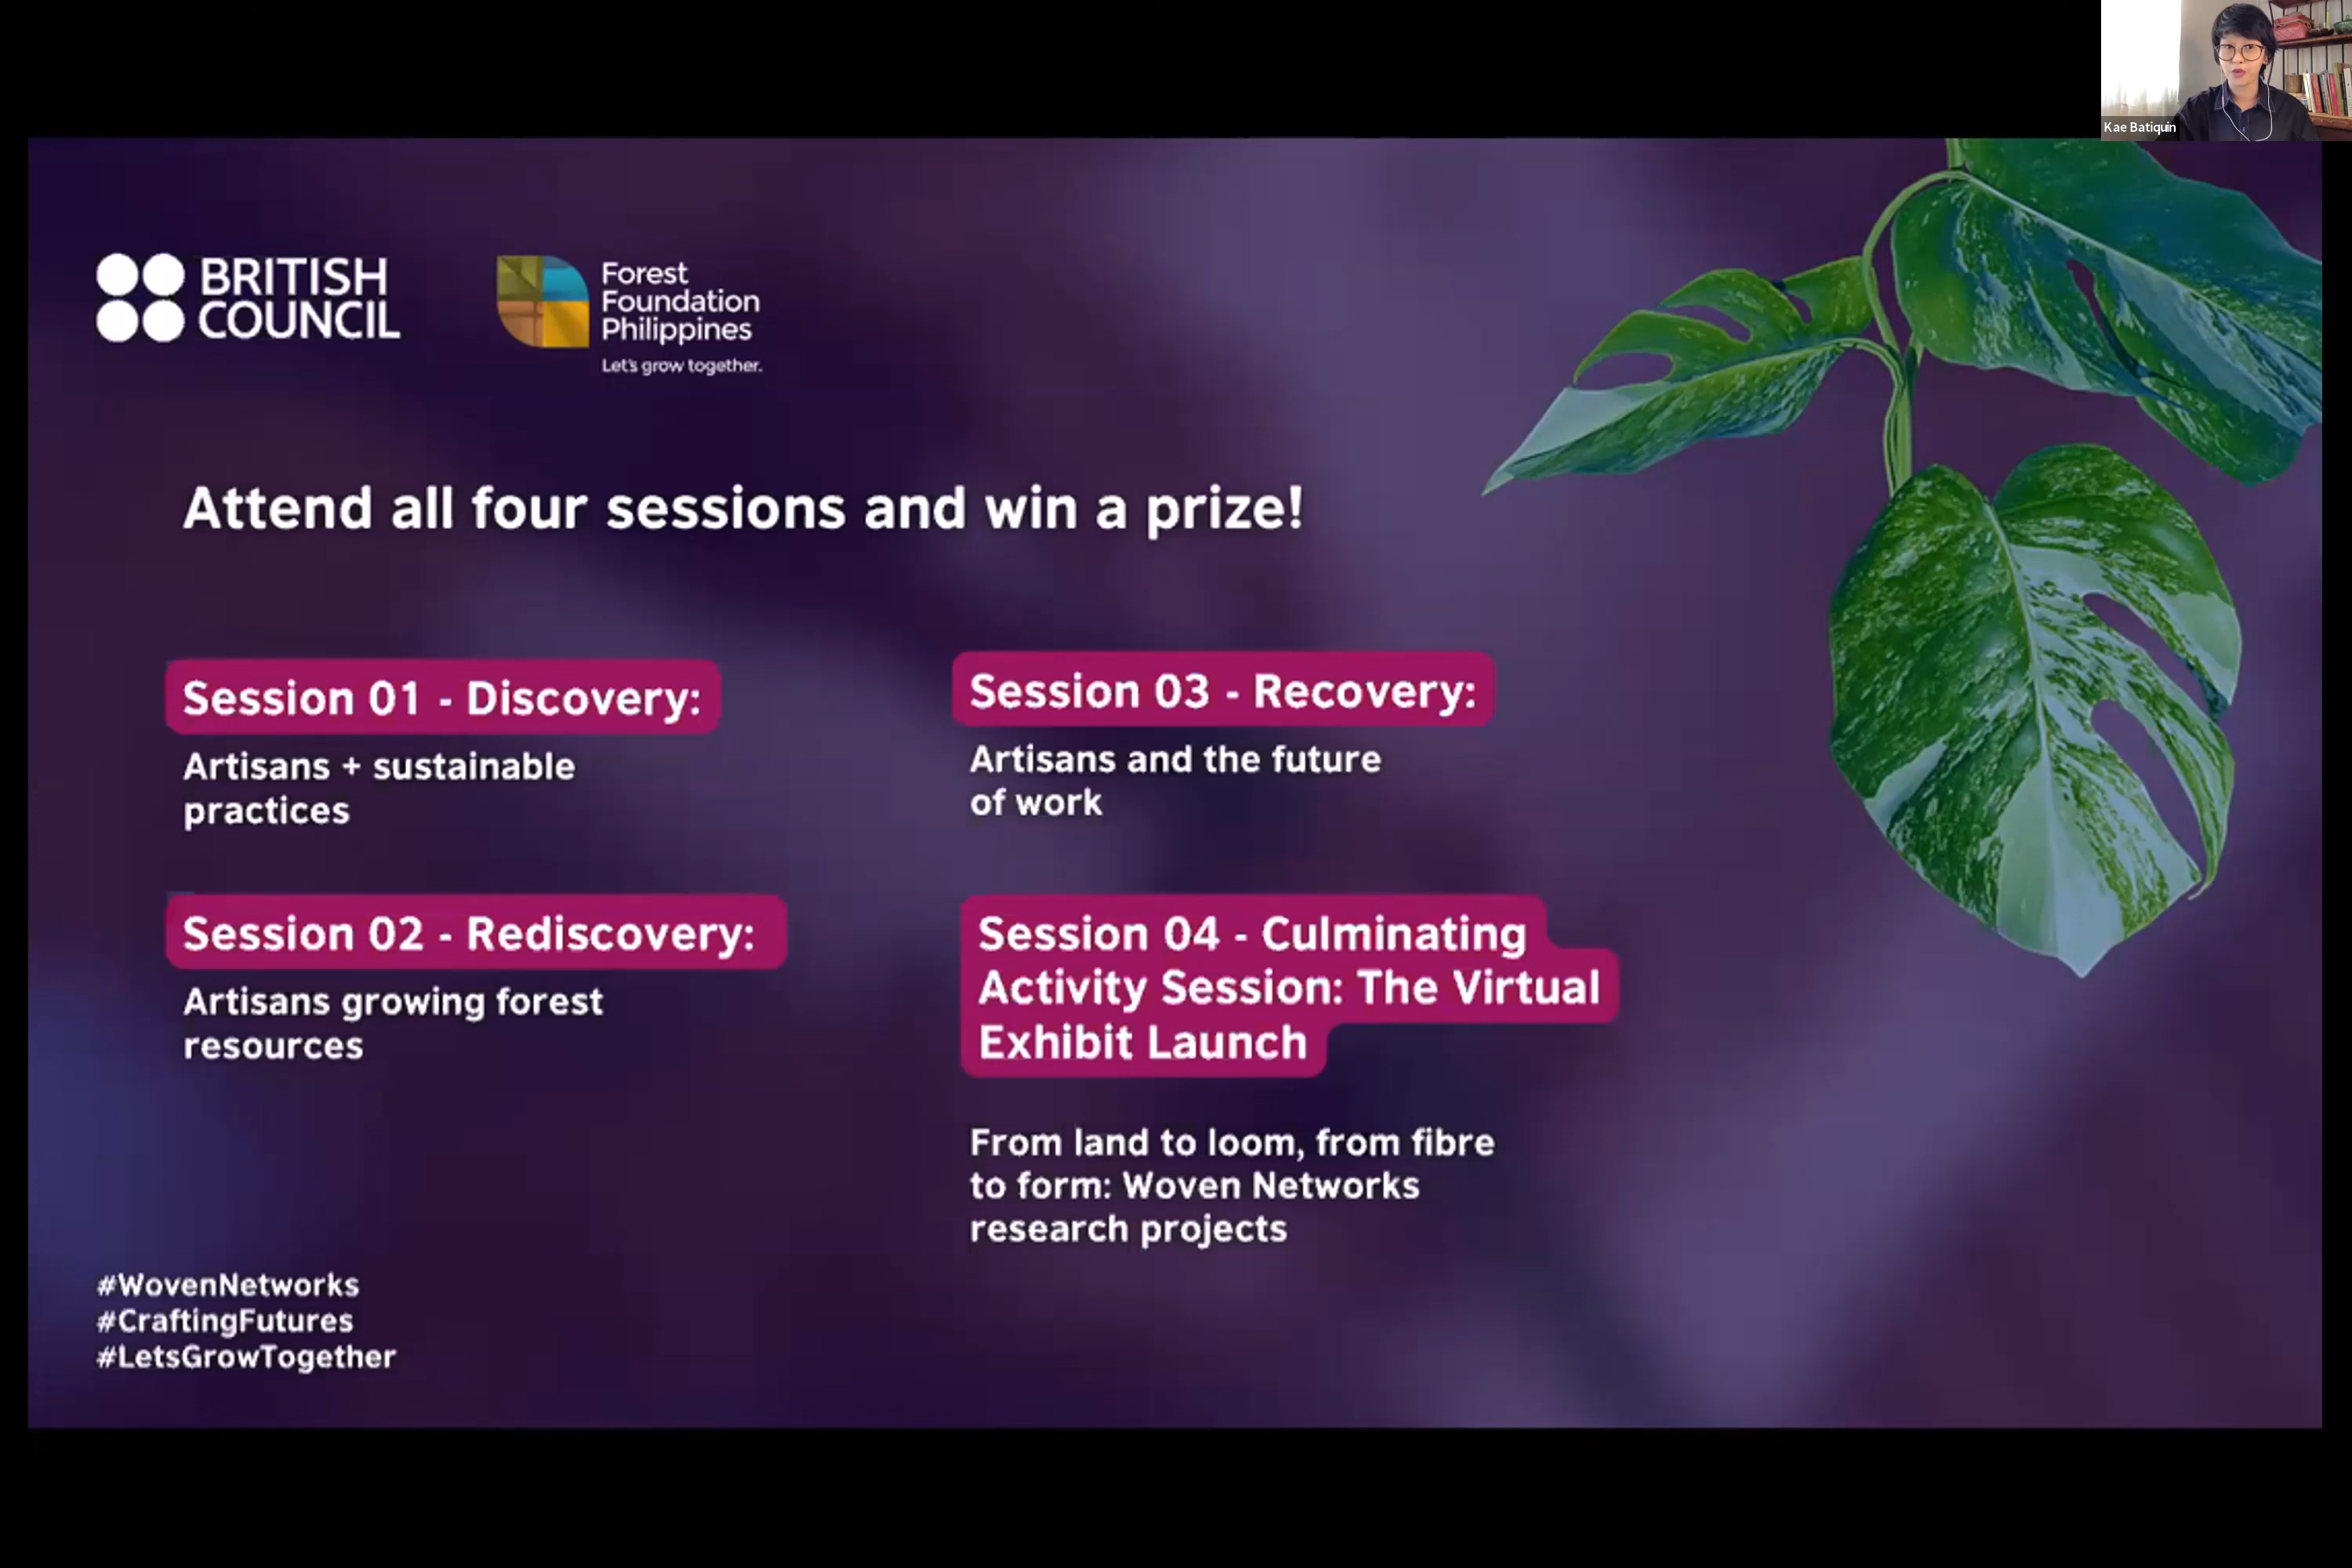 Kae Batiquin
BRITISH
COUNCIL
Forest
Foundation
Philippines
Let's grow together.
Attend all four sessions and win a prize!
Session 01 - Discovery:
Artisans + sustainable
practices
Session 02 - Rediscovery:
Artisans growing forest
resources
Session 03 - Recovery:
Artisans and the future
of work
Session 04 - Culminating
Activity Session: The Virtual
Exhibit Launch
From land to loom, from fibre
to form: Woven Networks
research projects
#WovenNetworks
#CraftingFutures
#LetsGrowTogether